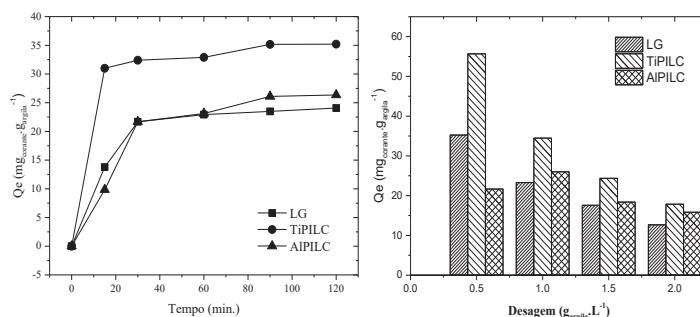 40
35
30
25
20
15
10
5
0
-5
0 20 40 60 80 100 120
Qe (mg corante.g argila ⁻¹)
Tempo (min.)
LG
TiPILC
AlPILC
60
50
40
30
20
10
0
0.5 1.0 1.5 2.0
Qe (mg corante.g argila ⁻¹)
Desagem (g argila.L⁻¹)
LG
TiPILC
AlPILC